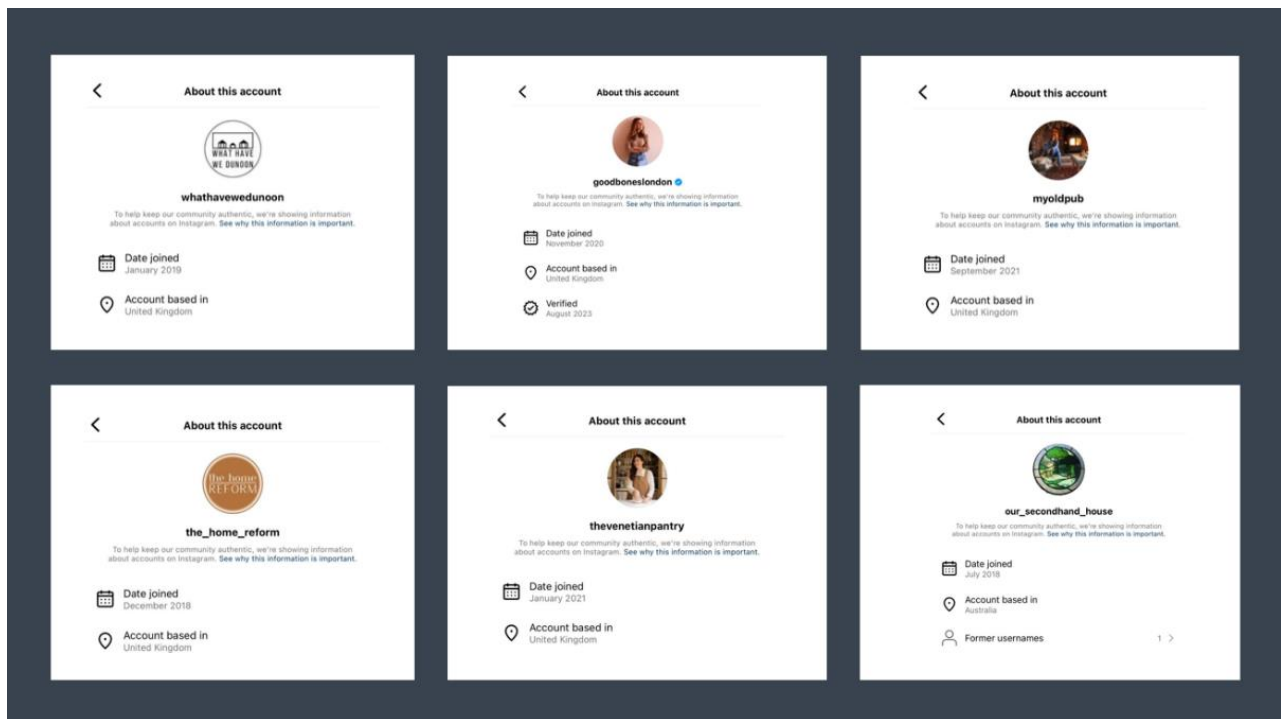 About this account
WHAT HAVE
WE DUNOON
whathavewedunoon
To help keep our community authentic, we're showing information
about accounts on Instagram. See why this information is important.
Date joined
January 2019
Account based in
United Kingdom
About this account
goodboneslondon
To help keep our community authentic, we're showing information
about accounts on Instagram. See why this information is important.
Date joined
November 2020
Account based in
United Kingdom
Verified
August 2023
About this account
myoldpub
To help keep our community authentic, we're showing information
about accounts on Instagram. See why this information is important.
Date joined
September 2021
Account based in
United Kingdom
About this account
the home
REFORM
the_home_reform
To help keep our community authentic, we're showing information
about accounts on Instagram. See why this information is important.
Date joined
December 2018
Account based in
United Kingdom
About this account
thevenetianpantry
To help keep our community authentic, we're showing information
about accounts on Instagram. See why this information is important.
Date joined
January 2021
Account based in
United Kingdom
About this account
our_secondhand_house
To help keep our community authentic, we're showing information
about accounts on Instagram. See why this information is important.
Date joined
July 2018
Account based in
Australia
Former usernames 1